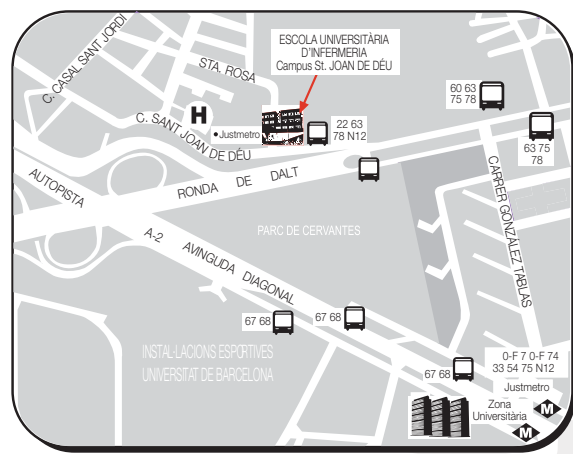 ESCOLA UNIVERSITÀRIA
D'INFERMERIA
Campus St. JOAN DE DÉU
C. CASAL SANT JORDI
STA. ROSA
60 63
75 78
H
•Justmetro
22 63
78 N12
63 75
78
C. SANT JOAN DE DÉU
AUTOPISTA
RONDA DE DALT
CARRER GONZÁLEZ TABLAS
PARC DE CERVANTES
A-2 AVINGUDA DIAGONAL
67 68
67 68
INSTAL·LACIONS ESPORTIVES
UNIVERSITAT DE BARCELONA
67 68
0-F 7 0-F 74
33 54 75 N12
Justmetro
Zona
Universitària
M
M